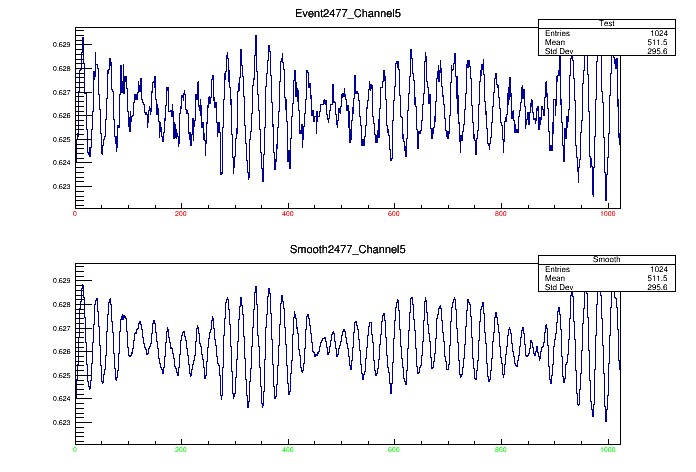 Event2477_Channel5
Test
Entries 1024
Mean 511.5
Std Dev 295.6
0.629
0.628
0.627
0.626
0.625
0.624
0.623
0 200 400 600 800 1000
Smooth2477_Channel5
Smooth
Entries 1024
Mean 511.5
Std Dev 295.6
0.629
0.628
0.627
0.626
0.625
0.624
0.623
0 200 400 600 800 1000